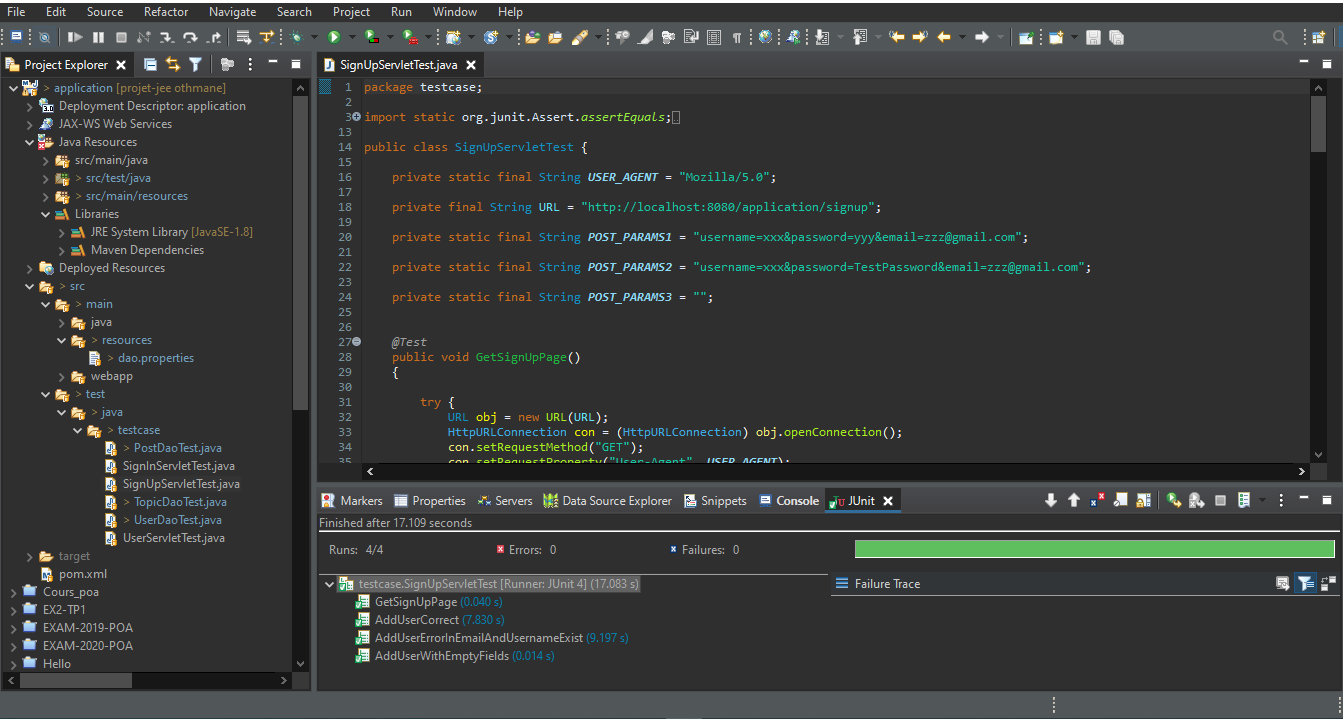 File Edit Source Refactor Navigate Search Project Run Window Help
Project Explorer
> application [projet-jee othmane]
Deployment Descriptor: application
JAX-WS Web Services
Java Resources
src/main/java
> src/test/java
> src/main/resources
Libraries
JRE System Library [JavaSE-1.8]
Maven Dependencies
Deployed Resources
> src
> main
java
> resources
> dao.properties
webapp
> test
> java
> testcase
> PostDaoTest.java
SignInServletTest.java
SignUpServletTest.java
> TopicDaoTest.java
> UserDaoTest.java
UserServletTest.java
target
pom.xml
Cours_poa
EX2-TP1
EXAM-2019-POA
EXAM-2020-POA
Hello
SignUpServletTest.java
1 package testcase;
2
3 import static org.junit.Assert.assertEquals;
13
14 public class SignUpServletTest {
15
16 private static final String USER_AGENT = "Mozilla/5.0";
17
18 private final String URL = "http://localhost:8080/application/signup";
19
20 private static final String POST_PARAMS1 = "username=xxx&password=yyy&email=zzz@gmail.com";
21
22 private static final String POST_PARAMS2 = "username=xxx&password=TestPassword&email=zzz@gmail.com";
23
24 private static final String POST_PARAMS3 = "";
25
26
27 @Test
28 public void GetSignUpPage()
29 {
30
31 try {
32 URL obj = new URL(URL);
33 HttpURLConnection con = (HttpURLConnection) obj.openConnection();
34 con.setRequestMethod("GET");
35 con.setRequestProperty("User-Agent", USER_AGENT);
Markers Properties Servers Data Source Explorer Snippets Console JUnit
Finished after 17.109 seconds
Runs: 4/4 Errors: 0 Failures: 0
testcase.SignUpServletTest [Runner: JUnit 4] (17.083 s)
GetSignUpPage (0.040 s)
AddUserCorrect (7.830 s)
AddUserErrorInEmailAndUsernameExist (9.197 s)
AddUserWithEmptyFields (0.014 s)
Failure Trace